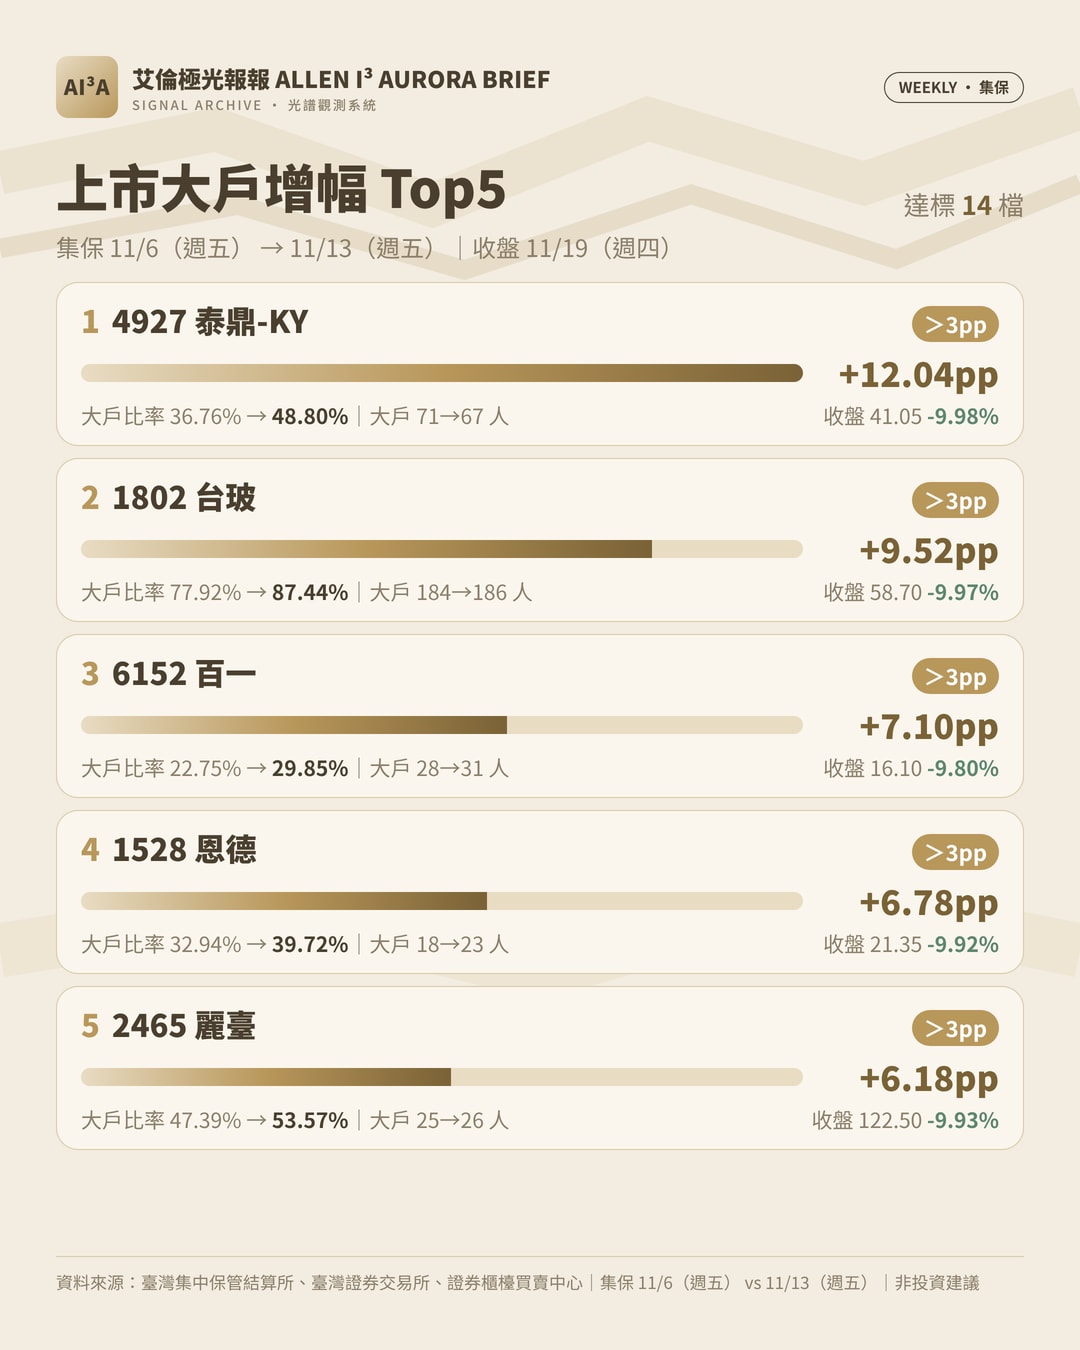 AI³A
艾倫極光報報 ALLEN I³ AURORA BRIEF
SIGNAL ARCHIVE・光譜觀測系統
WEEKLY・集保
上市大戶增幅 Top5
達標 14 檔
集保 11/6（週五）→ 11/13（週五）｜收盤 11/19（週四）
1 4927 泰鼎-KY
＞3pp
+12.04pp
大戶比率 36.76% → 48.80%｜大戶 71→67 人
收盤 41.05 -9.98%
2 1802 台玻
＞3pp
+9.52pp
大戶比率 77.92% → 87.44%｜大戶 184→186 人
收盤 58.70 -9.97%
3 6152 百一
＞3pp
+7.10pp
大戶比率 22.75% → 29.85%｜大戶 28→31 人
收盤 16.10 -9.80%
4 1528 恩德
＞3pp
+6.78pp
大戶比率 32.94% → 39.72%｜大戶 18→23 人
收盤 21.35 -9.92%
5 2465 麗臺
＞3pp
+6.18pp
大戶比率 47.39% → 53.57%｜大戶 25→26 人
收盤 122.50 -9.93%
資料來源：臺灣集中保管結算所、臺灣證券交易所、證券櫃檯買賣中心｜集保 11/6（週五） vs 11/13（週五）｜非投資建議